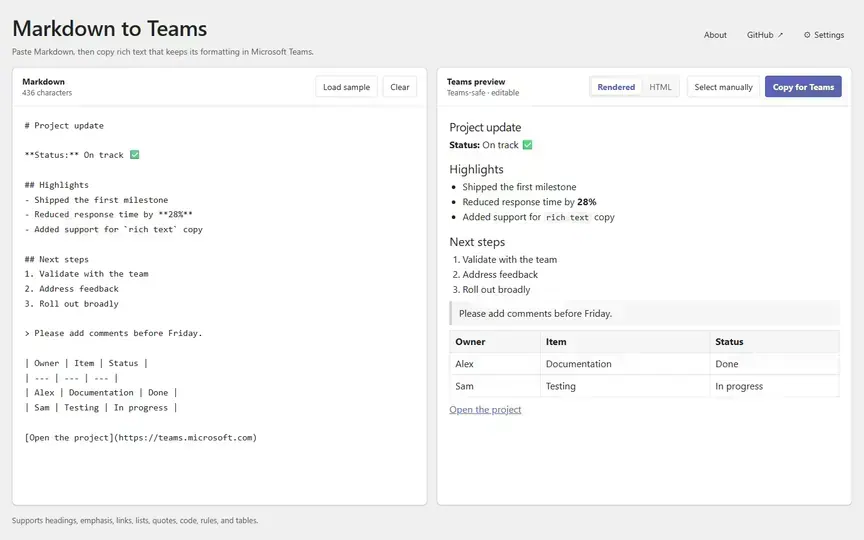 Markdown to Teams
Paste Markdown, then copy rich text that keeps its formatting in Microsoft Teams.
About GitHub ↗ ⚙ Settings
Markdown
436 characters
Load sample Clear
# Project update
**Status:** On track ✅
## Highlights
- Shipped the first milestone
- Reduced response time by **28%**
- Added support for `rich text` copy
## Next steps
1. Validate with the team
2. Address feedback
3. Roll out broadly
> Please add comments before Friday.
| Owner | Item | Status |
| --- | --- | --- |
| Alex | Documentation | Done |
| Sam | Testing | In progress |
[Open the project](https://teams.microsoft.com)
Teams preview
Teams-safe · editable
Rendered HTML Select manually Copy for Teams
Project update
Status: On track ✅
Highlights
• Shipped the first milestone
• Reduced response time by 28%
• Added support for rich text copy
Next steps
1. Validate with the team
2. Address feedback
3. Roll out broadly
Please add comments before Friday.
Owner Item Status
Alex Documentation Done
Sam Testing In progress
Open the project
Supports headings, emphasis, links, lists, quotes, code, rules, and tables.